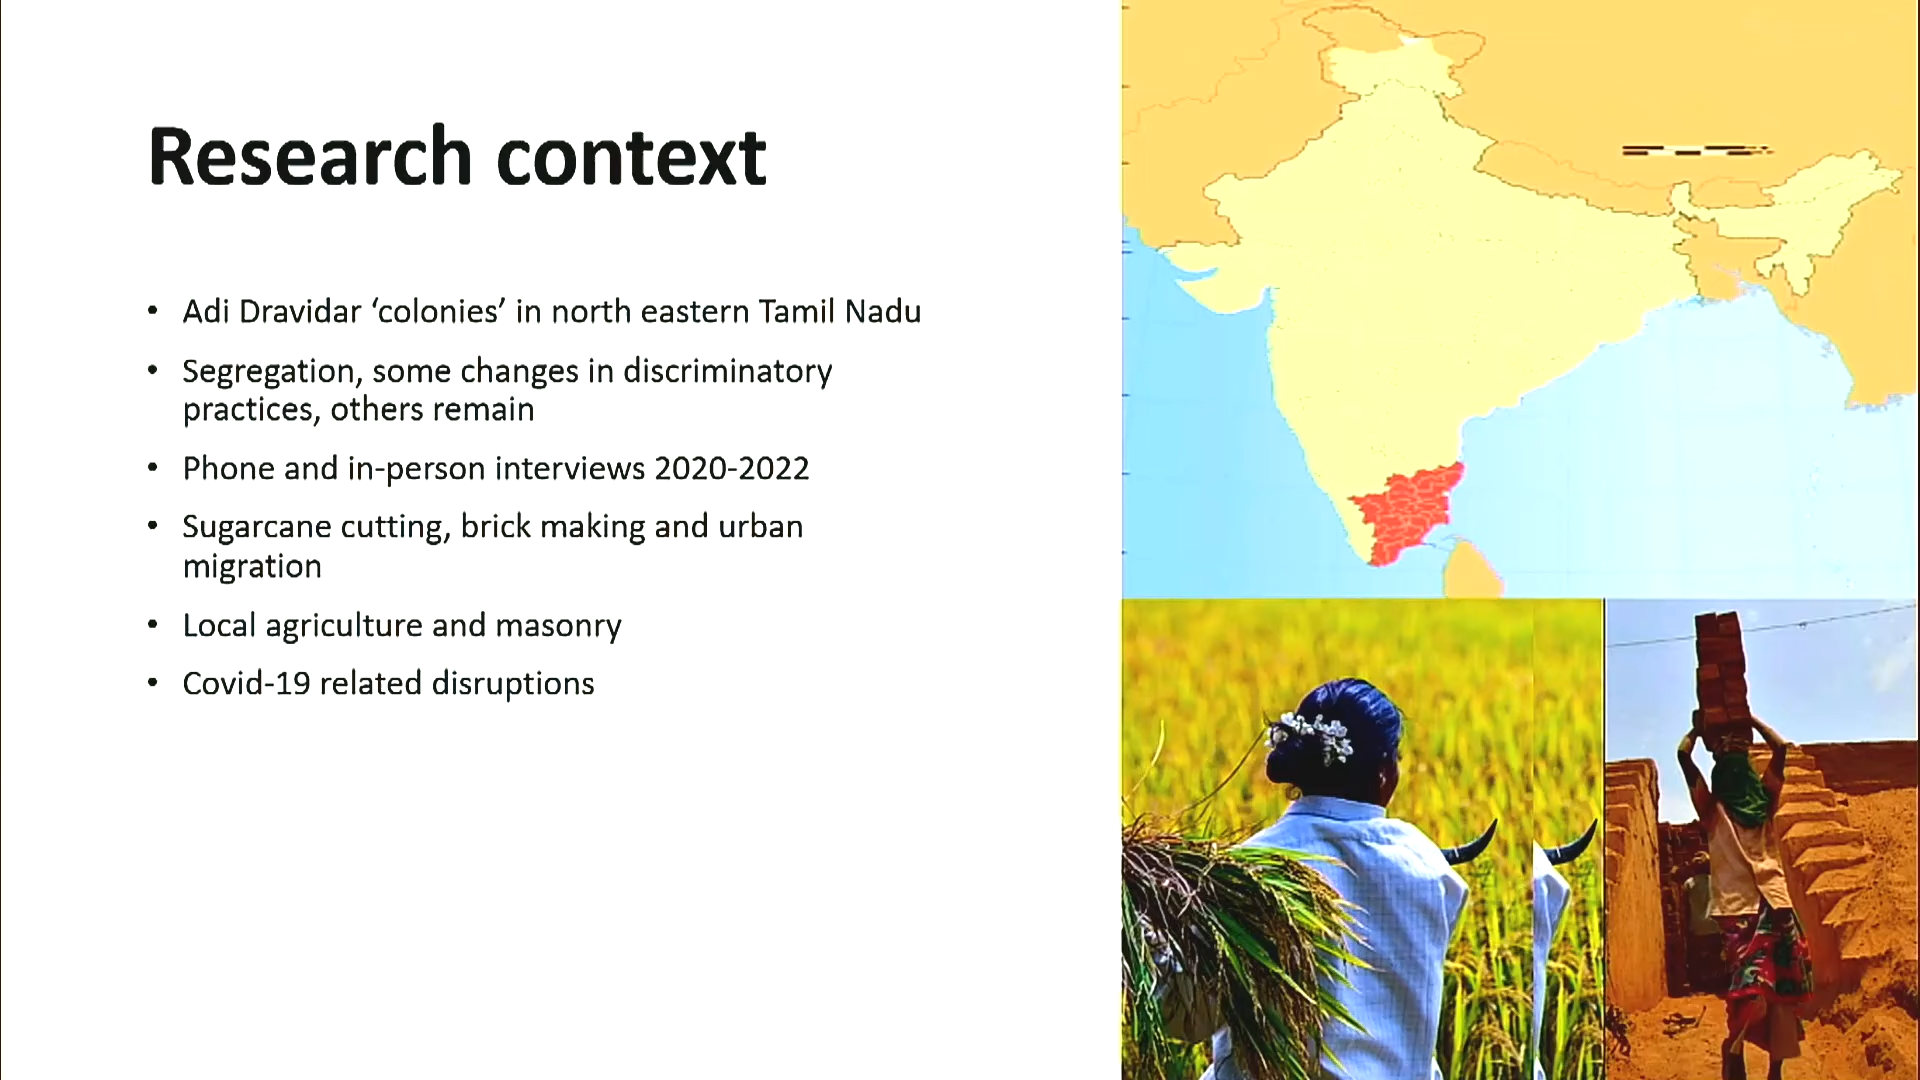 Research context
• Adi Dravidar ‘colonies’ in north eastern Tamil Nadu
• Segregation, some changes in discriminatory
practices, others remain
• Phone and in-person interviews 2020-2022
• Sugarcane cutting, brick making and urban
migration
• Local agriculture and masonry
• Covid-19 related disruptions